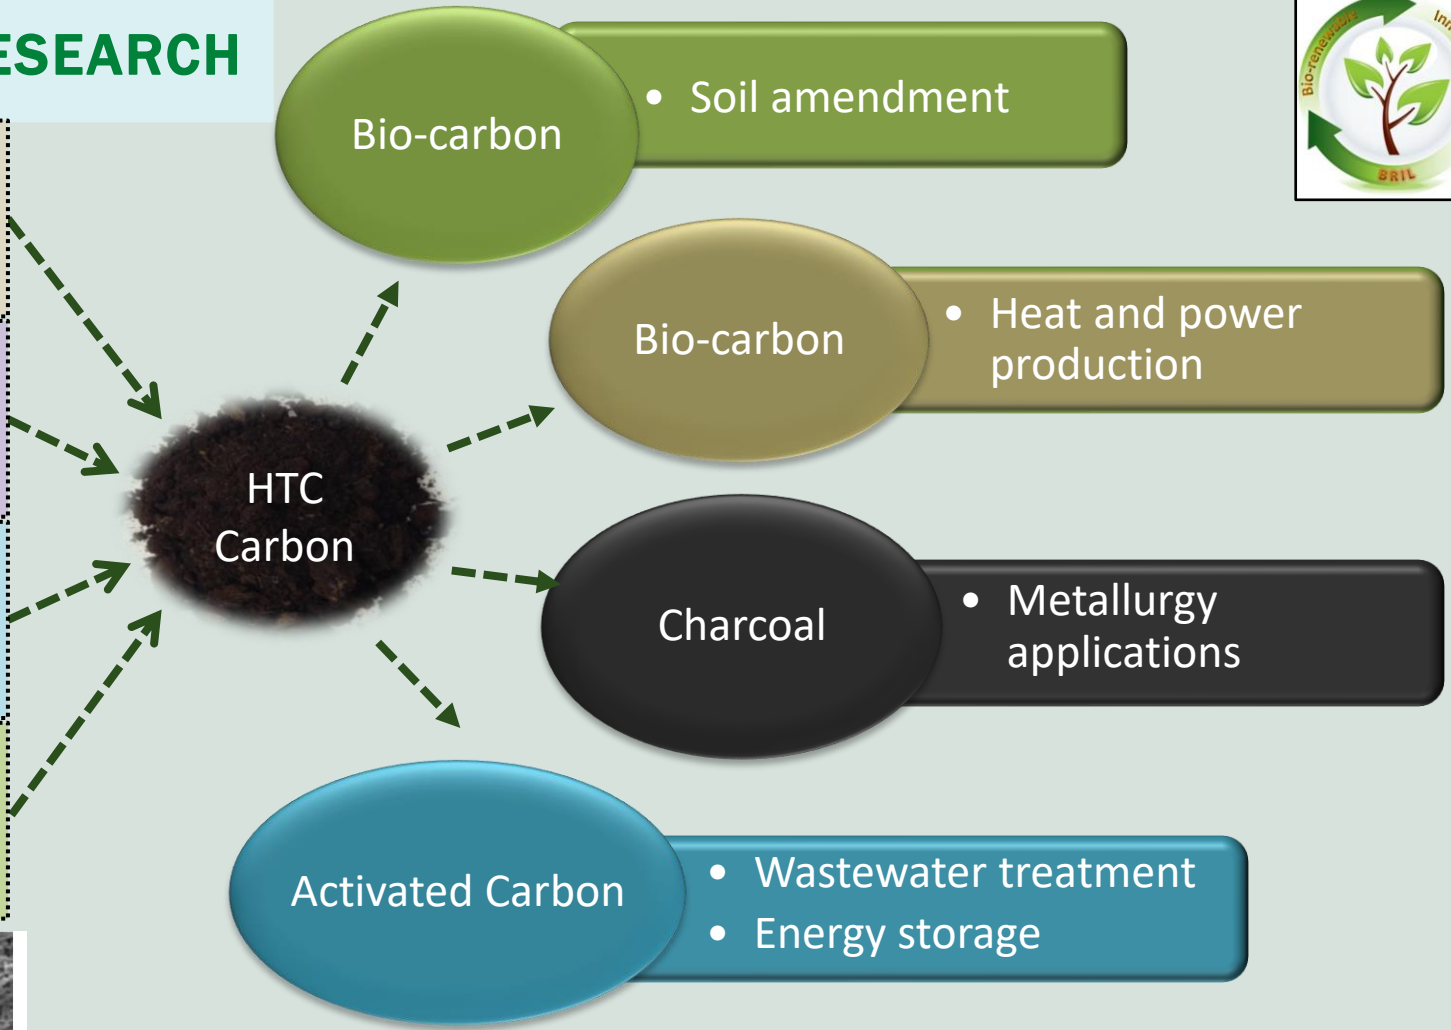 Bio-carbon
• Soil amendment
Bio-renewable
BRIL
Bio-carbon
• Heat and power
production
HTC
Carbon
Charcoal
• Metallurgy
applications
Activated Carbon
• Wastewater treatment
• Energy storage